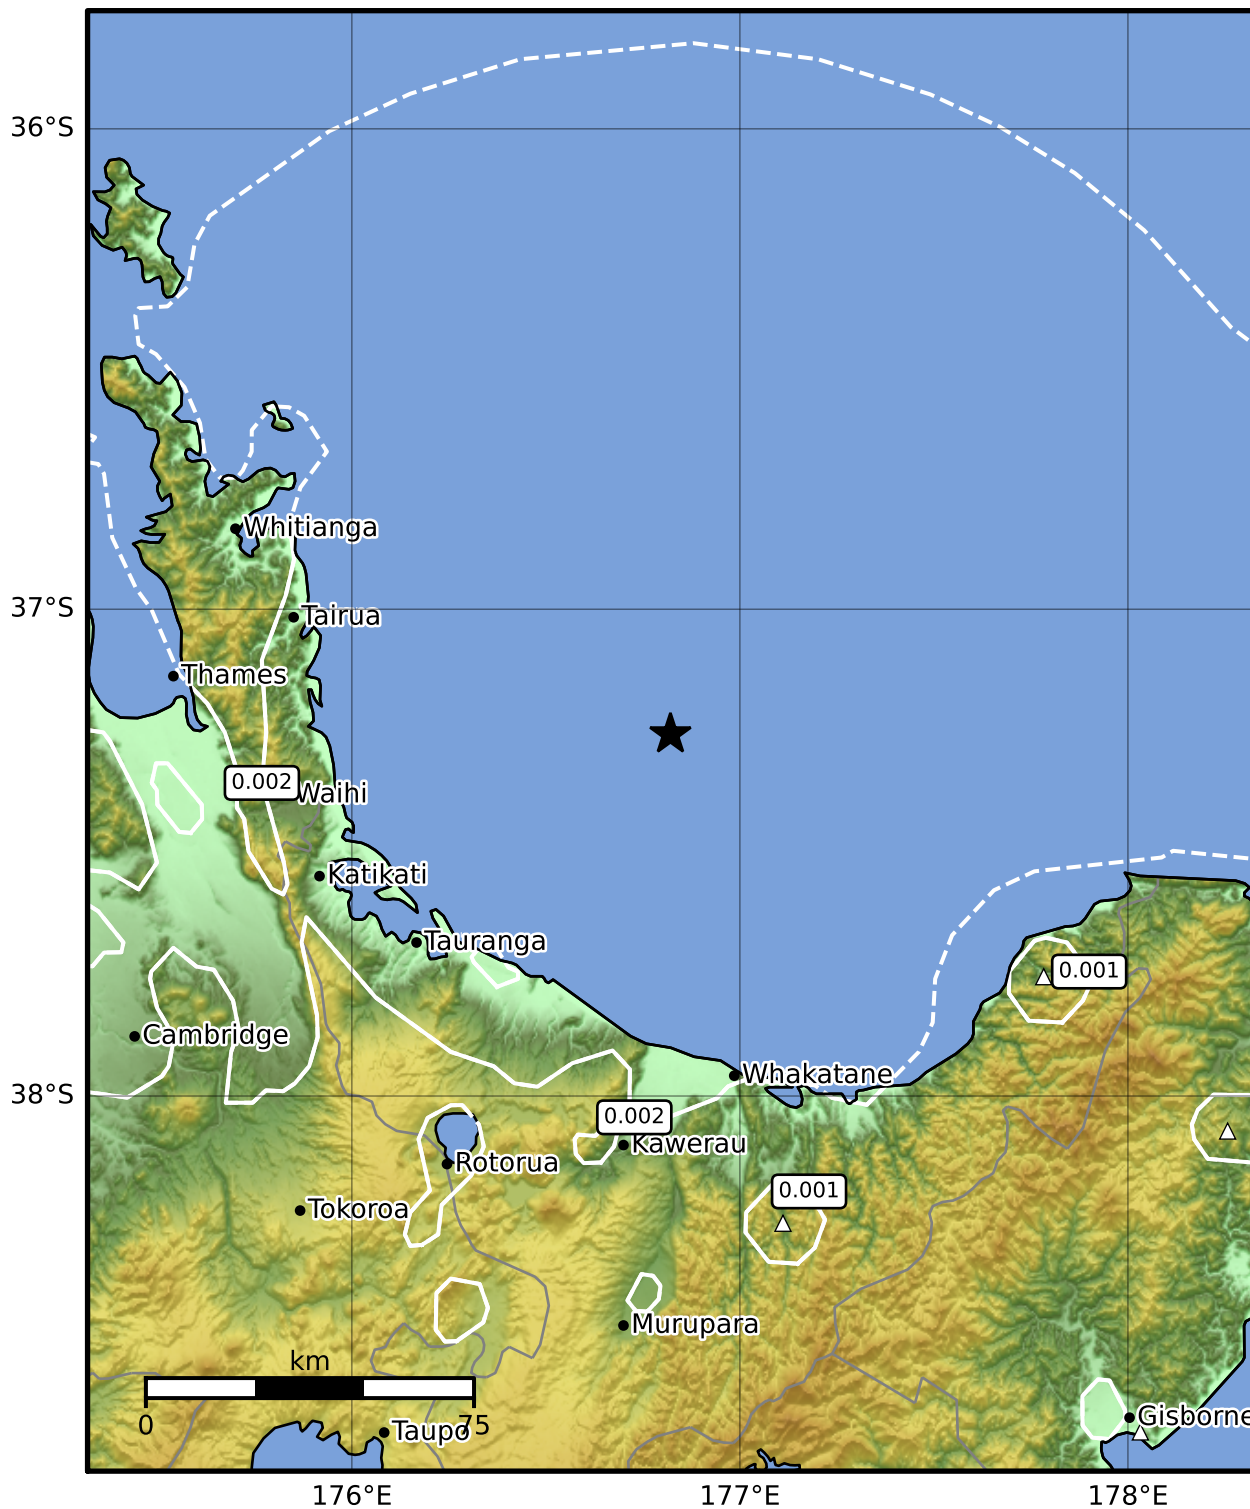 36°S
Whitianga
37°S
Tairua
Thames
0.002
Waihi
Katikati
Tauranga
0.001
Cambridge
Whakatane
38°S
0.002
Kawerau
Rotorua
0.001
Tokoroa
Murupara
km
0
75
Gisborne
Taupo
176°E
177°E
178°E